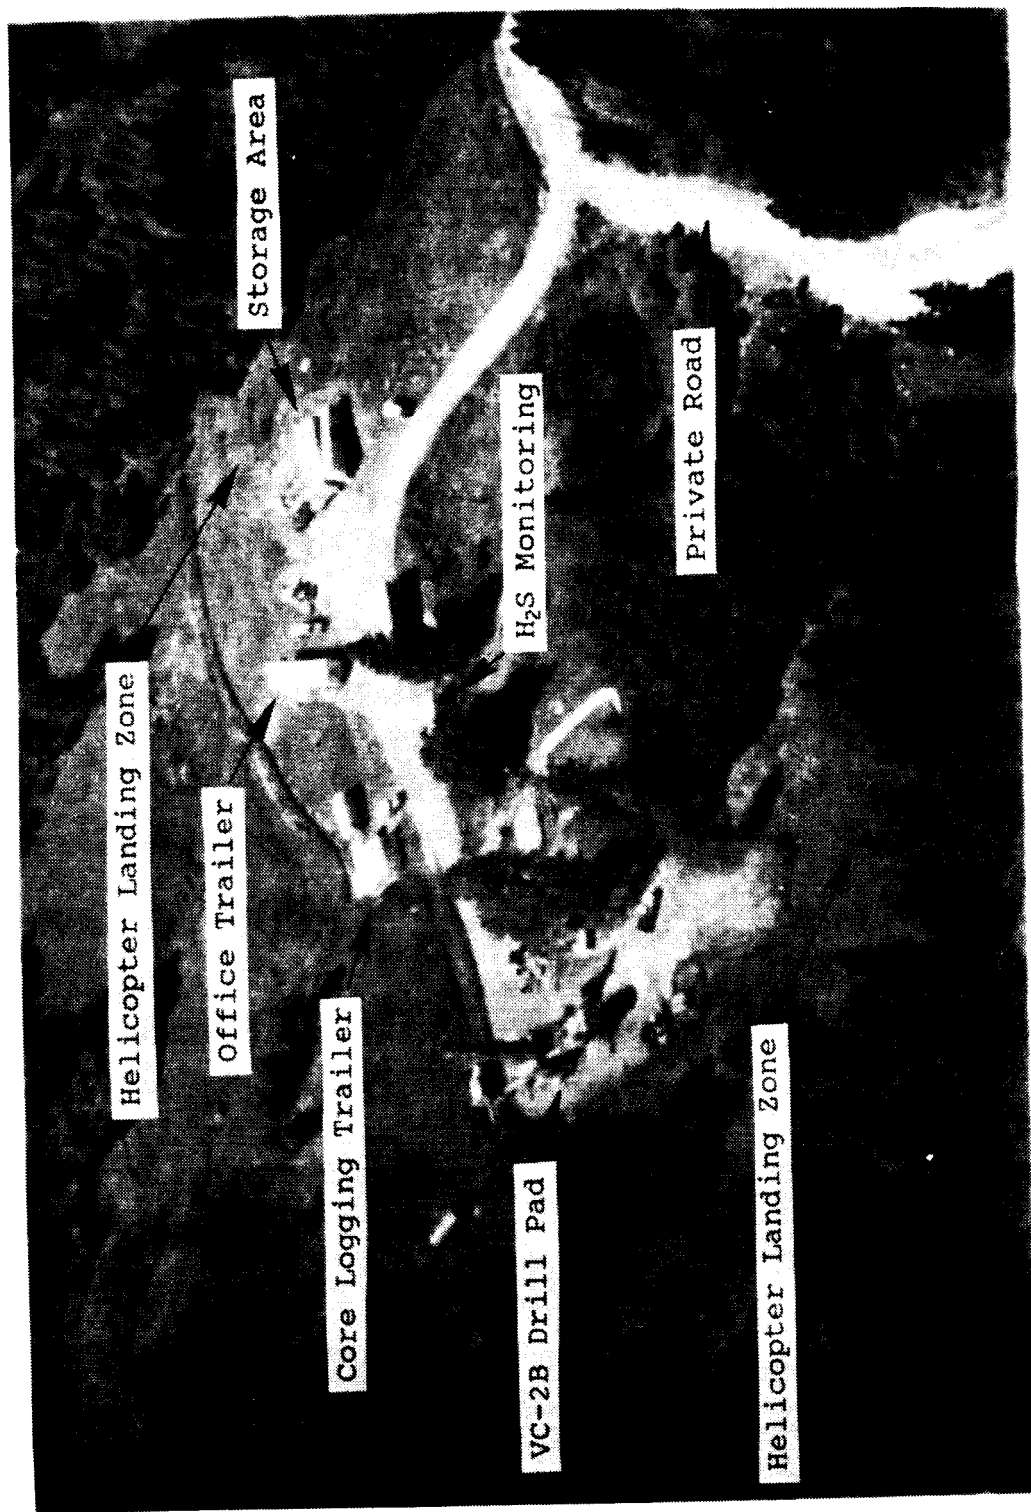 Helicopter Landing Zone
Office Trailer
Storage Area
Core Logging Trailer
H₂S Monitoring
VC-2B Drill Pad
Private Road
Helicopter Landing Zone